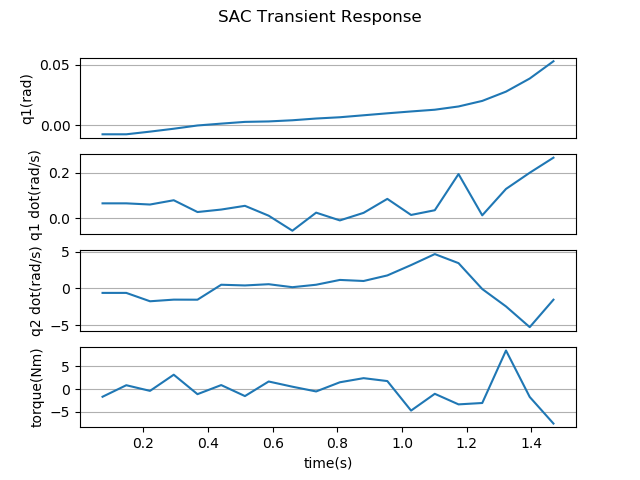 SAC Transient Response
q1(rad)
0.05
0.00
q1 dot(rad/s)
0.2
0.0
q2 dot(rad/s)
5
0
−5
torque(Nm)
5
0
−5
0.2 0.4 0.6 0.8 1.0 1.2 1.4
time(s)